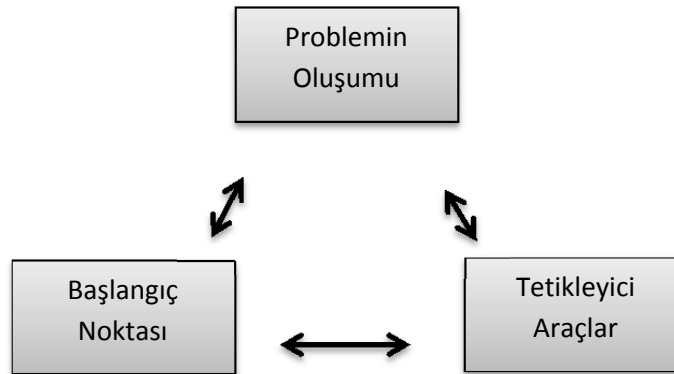 Problemin
Oluşumu
Başlangıç
Noktası
Tetikleyici
Araçlar